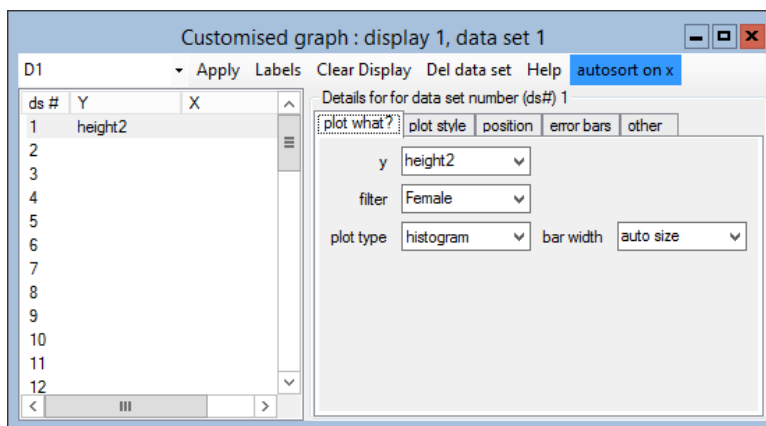 Customised graph : display 1, data set 1
D1 Apply Labels Clear Display Del data set Help autosort on x
ds # Y X
1 height2
2
3
4
5
6
7
8
9
10
11
12
Details for for data set number (ds#) 1
plot what? plot style position error bars other
y height2
filter Female
plot type histogram bar width auto size